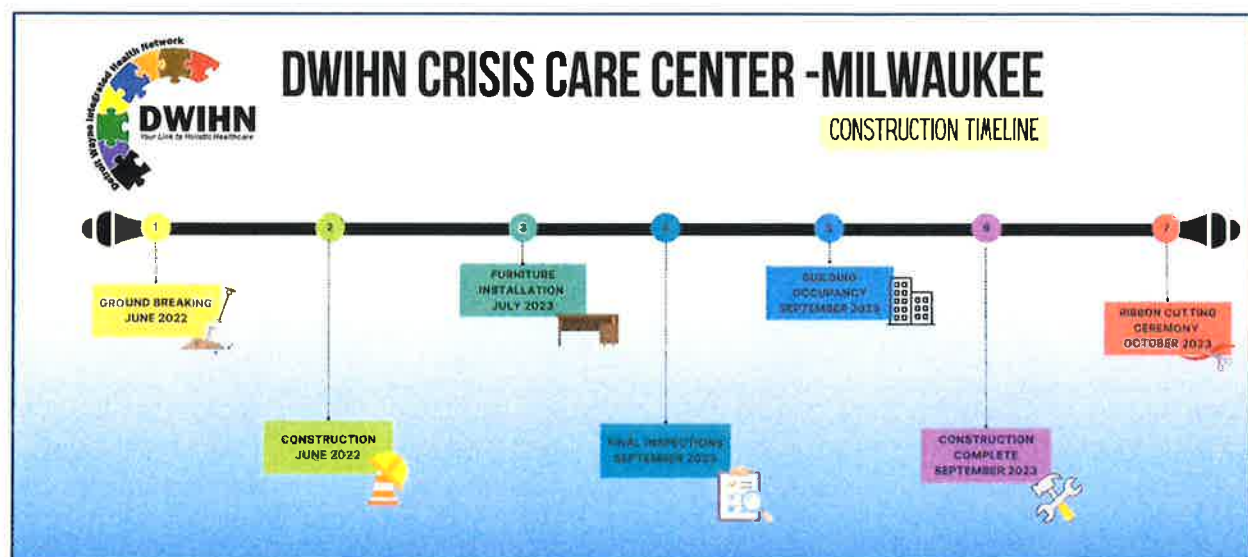 Detroit Wayne Integrated Health Network
DWIHN
Your Link to Holistic Healthcare
DWIHN CRISIS CARE CENTER -MILWAUKEE
CONSTRUCTION TIMELINE
1
2
3
4
5
6
7
GROUND BREAKING
JUNE 2022
CONSTRUCTION
JUNE 2022
FURNITURE
INSTALLATION
JULY 2023
FINAL INSPECTIONS
SEPTEMBER 2023
BUILDING
OCCUPANCY
SEPTEMBER 2023
CONSTRUCTION
COMPLETE
SEPTEMBER 2023
RIBBON CUTTING
CEREMONY
OCTOBER 2023